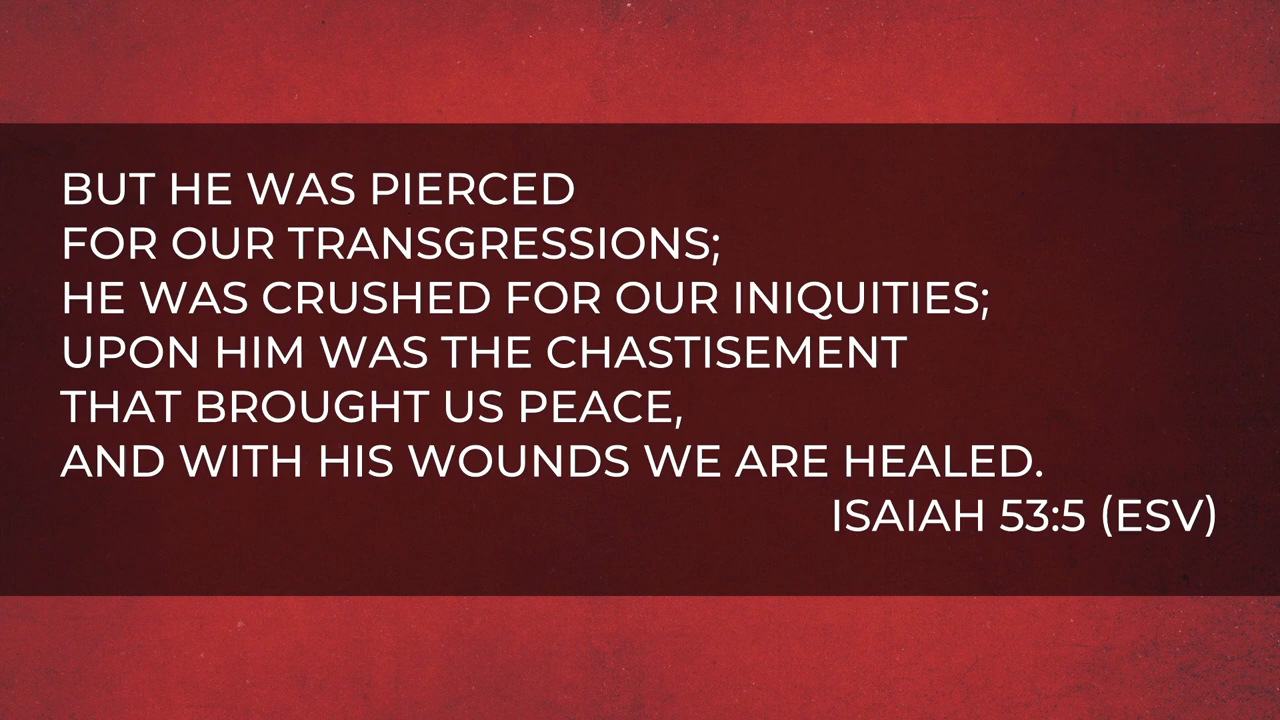 BUT HE WAS PIERCED
FOR OUR TRANSGRESSIONS;
HE WAS CRUSHED FOR OUR INIQUITIES;
UPON HIM WAS THE CHASTISEMENT
THAT BROUGHT US PEACE,
AND WITH HIS WOUNDS WE ARE HEALED.
ISAIAH 53:5 (ESV)